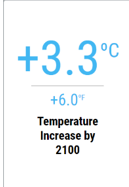 +3.3°C
+6.0°F
Temperature
Increase by
2100